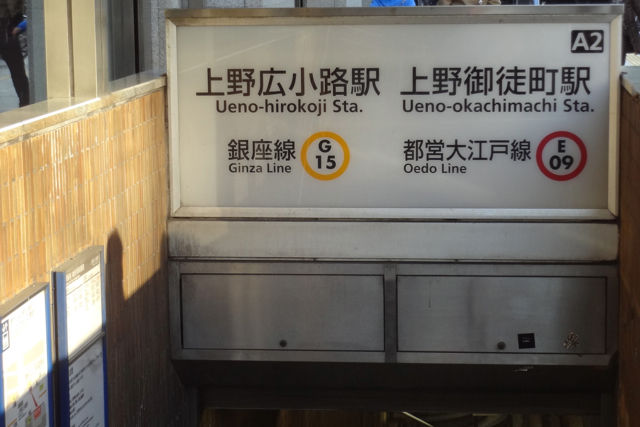 A2
上野広小路駅
Ueno-hirokoji Sta.
上野御徒町駅
Ueno-okachimachi Sta.
銀座線
Ginza Line
G
15
都営大江戸線
Oedo Line
E
09